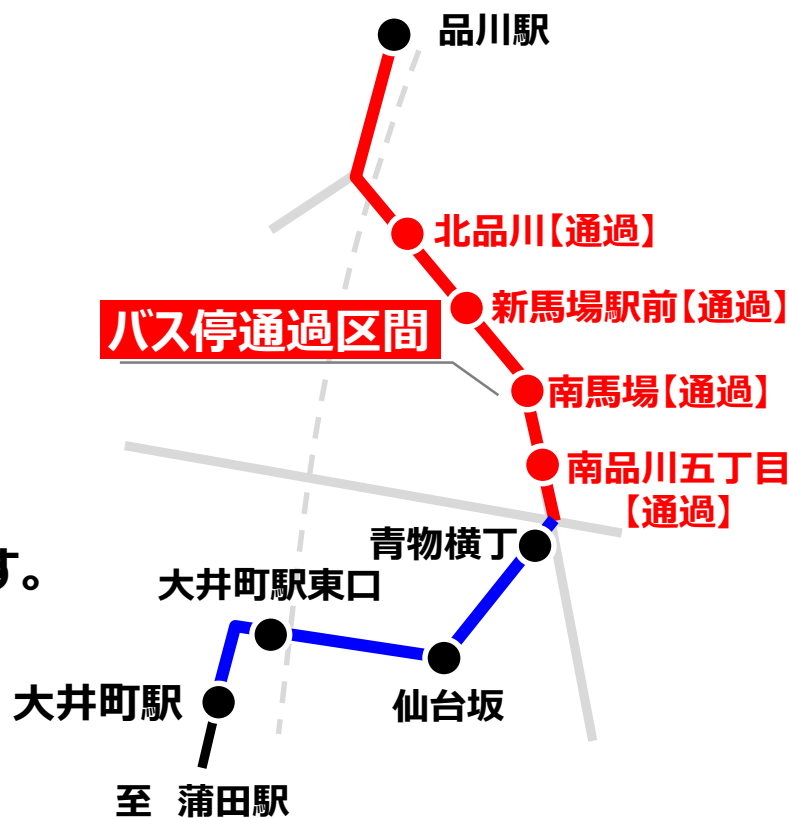 品川駅
北品川【通過】
新馬場駅前【通過】
バス停通過区間
南馬場【通過】
南品川五丁目
【通過】
青物横丁
す。
大井町駅東口
大井町駅
仙台坂
至 蒲田駅